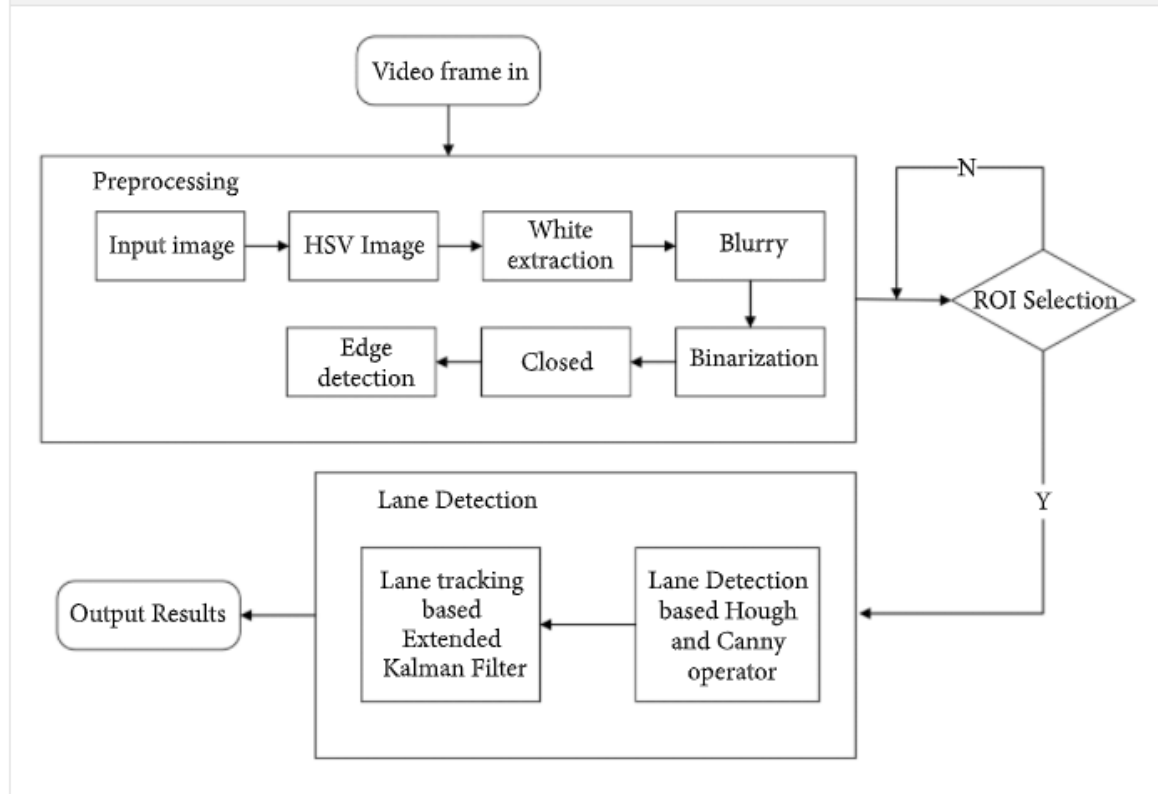 Video frame in
Preprocessing
Input image
HSV Image
White
extraction
Blurry
Binarization
Closed
Edge
detection
N
ROI Selection
Y
Lane Detection
Lane Detection
based Hough
and Canny
operator
Lane tracking
based
Extended
Kalman Filter
Output Results